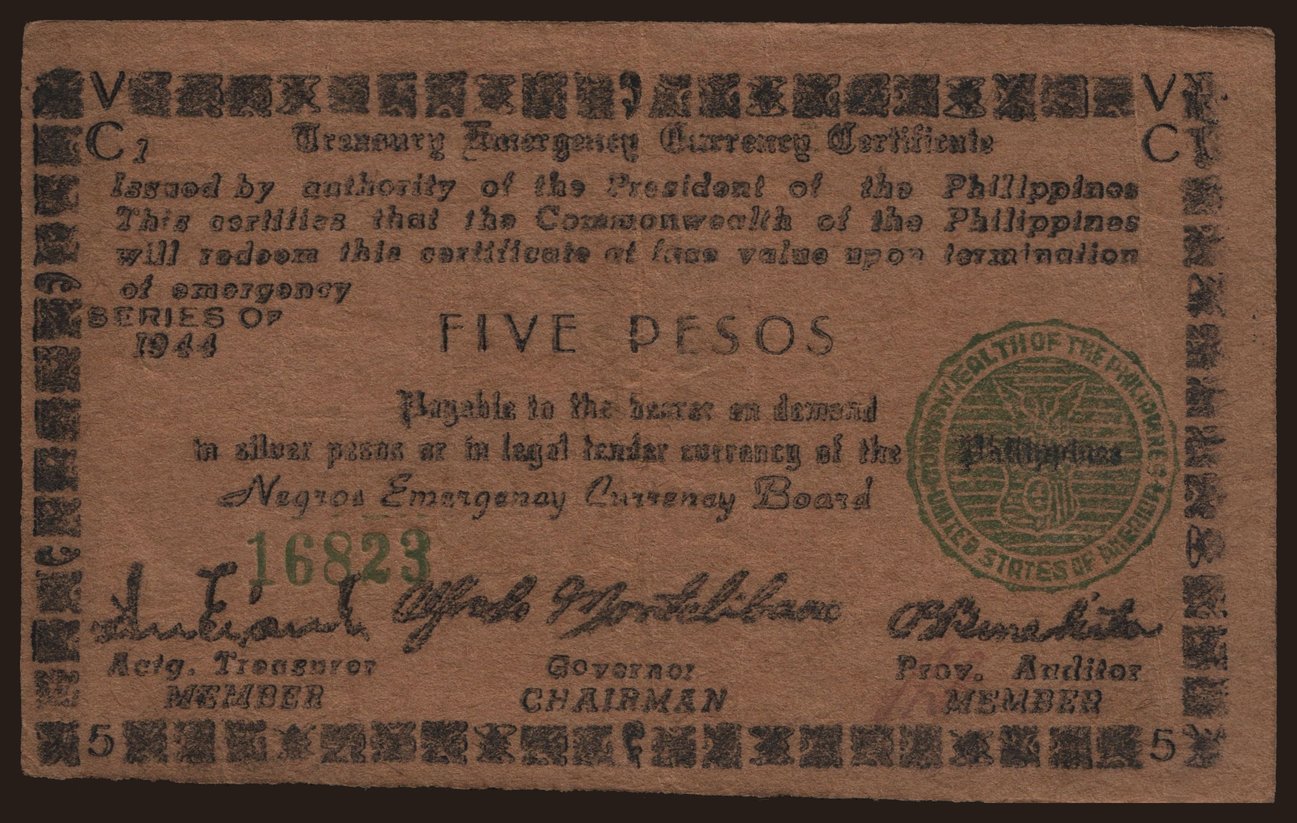 V V
C1 C
Treasury Emergency Currency Certificate
Issued by authority of the President of the Philippines
This certifies that the Commonwealth of the Philippines
will redeem this certificate at face value upon termination
of emergency
SERIES OF
1944
FIVE PESOS
COMMONWEALTH OF THE PHILIPPINES
UNITED STATES OF AMERICA
Payable to the bearer on demand
in silver pesos or in legal tender currency of the Philippines
Negros Emergency Currency Board
16823
Alfredo Montelibano
Actg. Treasurer Governor Prov. Auditor
MEMBER CHAIRMAN MEMBER
5 5